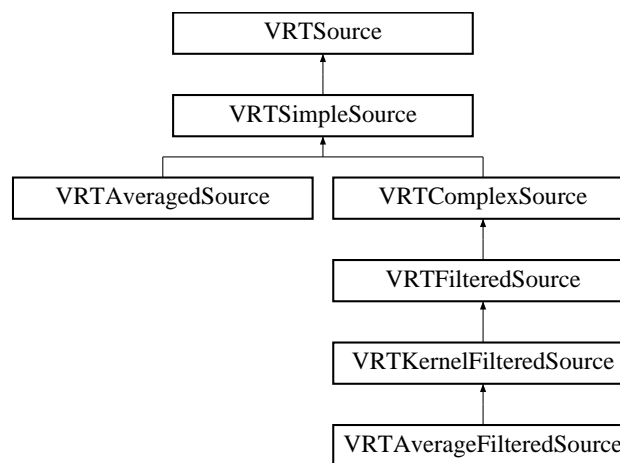 VRTSource
VRTSimpleSource
VRTAveragedSource
VRTComplexSource
VRTFilteredSource
VRTKernelFilteredSource
VRTAverageFilteredSource